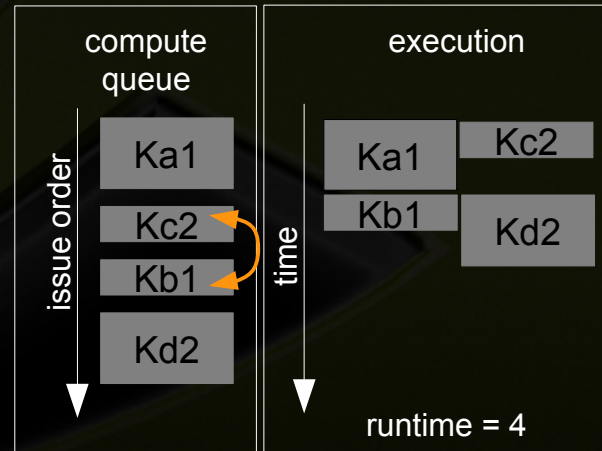 compute
queue
issue order
Ka1
Kc2
Kb1
Kd2
execution
time
Ka1
Kc2
Kb1
Kd2
runtime = 4